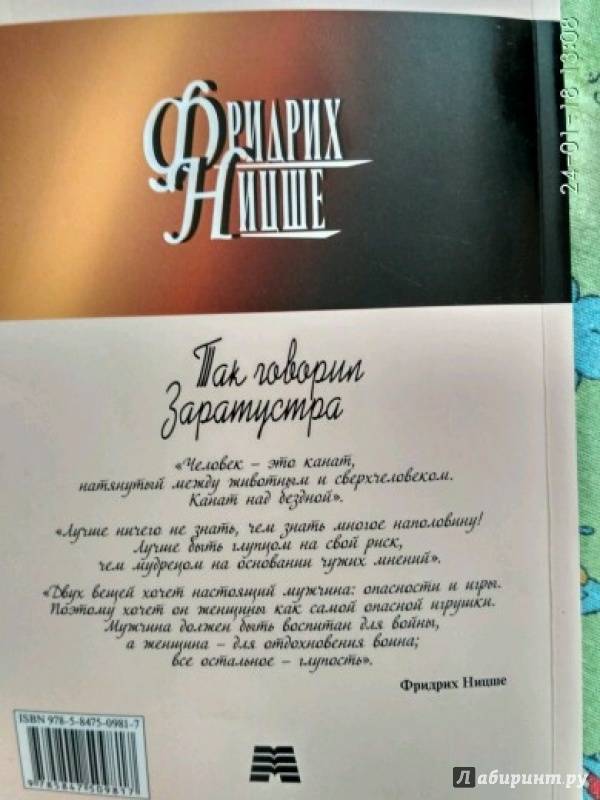 Фридрих
Ницше
24-01-18 13:08
Так говорил
Заратустра
«Человек – это канат,
натянутый между животным и сверхчеловеком.
Канат над бездной».
«Лучше ничего не знать, чем знать многое наполовину!
Лучше быть глупцом на свой риск,
чем мудрецом на основании чужих мнений».
«Двух вещей хочет настоящий мужчина: опасности и игры.
Поэтому хочет он женщины как самой опасной игрушки.
Мужчина должен быть воспитан для войны,
а женщина – для отдохновения воина;
все остальное – глупость».
Фридрих Ницше
ISBN 978-5-8475-0981-7
9785847509817
Лабиринт.ру